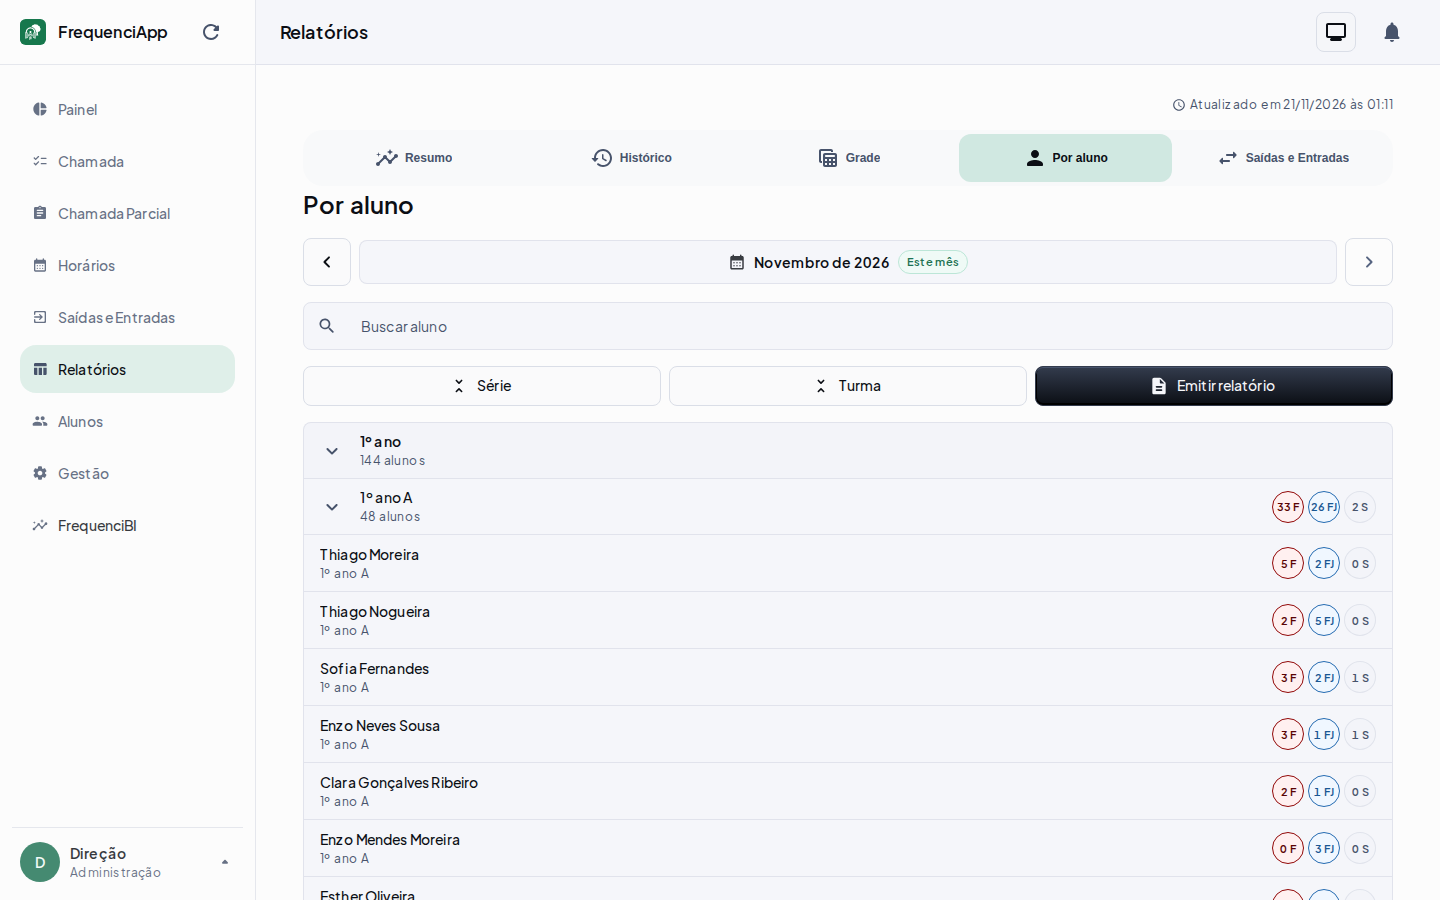 FrequenciApp
Relatórios
Painel
Chamada
Chamada Parcial
Horários
Saídas e Entradas
Relatórios
Alunos
Gestão
FrequenciBI
D
Direção
Administração
Atualizado em 21/11/2026 às 01:11
Resumo
Histórico
Grade
Por aluno
Saídas e Entradas
Por aluno
Novembro de 2026
Este mês
Buscar aluno
Série
Turma
Emitir relatório
1º ano
144 alunos
1º ano A
48 alunos
33 F
26 FJ
2 S
Thiago Moreira
1º ano A
5 F
2 FJ
0 S
Thiago Nogueira
1º ano A
2 F
5 FJ
0 S
Sofia Fernandes
1º ano A
3 F
2 FJ
1 S
Enzo Neves Sousa
1º ano A
3 F
1 FJ
1 S
Clara Gonçalves Ribeiro
1º ano A
2 F
1 FJ
0 S
Enzo Mendes Moreira
1º ano A
0 F
3 FJ
0 S
Esther Oliveira